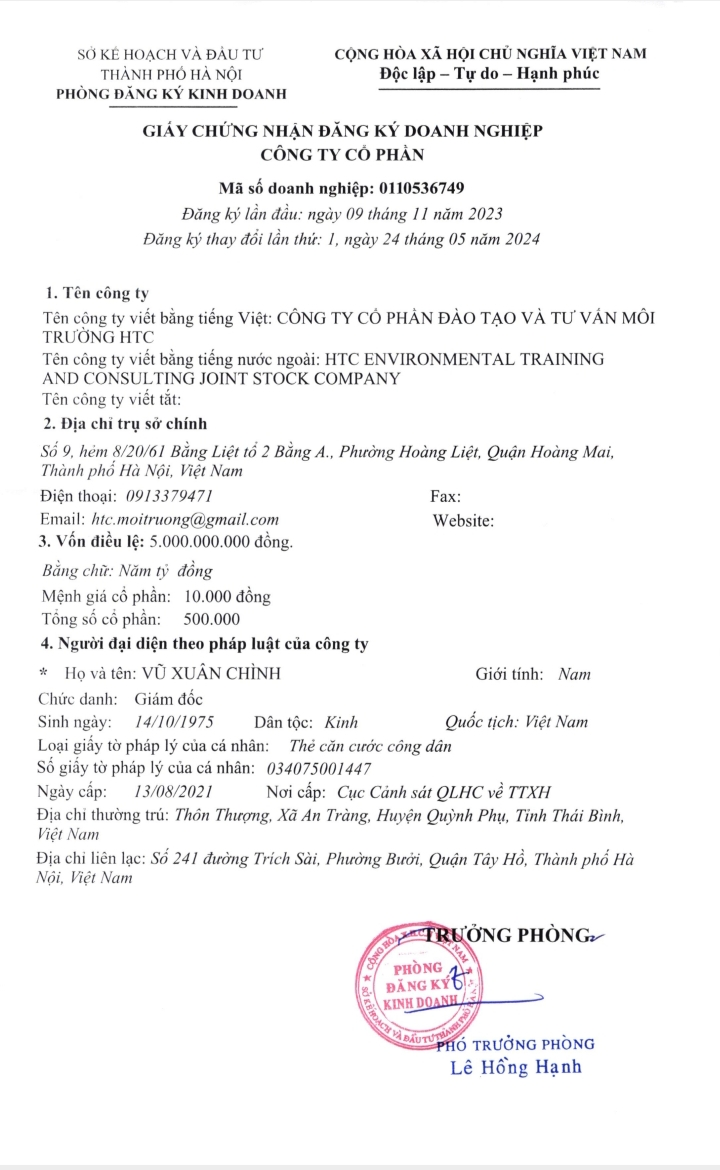 SỞ KẾ HOẠCH VÀ ĐẦU TƯ
THÀNH PHỐ HÀ NỘI
PHÒNG ĐĂNG KÝ KINH DOANH
CỘNG HÒA XÃ HỘI CHỦ NGHĨA VIỆT NAM
Độc lập – Tự do – Hạnh phúc
GIẤY CHỨNG NHẬN ĐĂNG KÝ DOANH NGHIỆP
CÔNG TY CỔ PHẦN
Mã số doanh nghiệp: 0110536749
Đăng ký lần đầu: ngày 09 tháng 11 năm 2023
Đăng ký thay đổi lần thứ: 1, ngày 24 tháng 05 năm 2024
1. Tên công ty
Tên công ty viết bằng tiếng Việt: CÔNG TY CỔ PHẦN ĐÀO TẠO VÀ TƯ VẤN MÔI
TRƯỜNG HTC
Tên công ty viết bằng tiếng nước ngoài: HTC ENVIRONMENTAL TRAINING
AND CONSULTING JOINT STOCK COMPANY
Tên công ty viết tắt:
2. Địa chỉ trụ sở chính
Số 9, hẻm 8/20/61 Bằng Liệt tổ 2 Bằng A., Phường Hoàng Liệt, Quận Hoàng Mai,
Thành phố Hà Nội, Việt Nam
Điện thoại: 0913379471 Fax:
Email: htc.moitruong@gmail.com Website:
3. Vốn điều lệ: 5.000.000.000 đồng.
Bằng chữ: Năm tỷ đồng
Mệnh giá cổ phần: 10.000 đồng
Tổng số cổ phần: 500.000
4. Người đại diện theo pháp luật của công ty
* Họ và tên: VŨ XUÂN CHÌNH Giới tính: Nam
Chức danh: Giám đốc
Sinh ngày: 14/10/1975 Dân tộc: Kinh Quốc tịch: Việt Nam
Loại giấy tờ pháp lý của cá nhân: Thẻ căn cước công dân
Số giấy tờ pháp lý của cá nhân: 034075001447
Ngày cấp: 13/08/2021 Nơi cấp: Cục Cảnh sát QLHC về TTXH
Địa chỉ thường trú: Thôn Thượng, Xã An Tràng, Huyện Quỳnh Phụ, Tỉnh Thái Bình,
Việt Nam
Địa chỉ liên lạc: Số 241 đường Trích Sài, Phường Bưởi, Quận Tây Hồ, Thành phố Hà
Nội, Việt Nam
TRƯỞNG PHÒNG
PHÒNG
ĐĂNG KÝ
KINH DOANH
PHÓ TRƯỞNG PHÒNG
Lê Hồng Hạnh